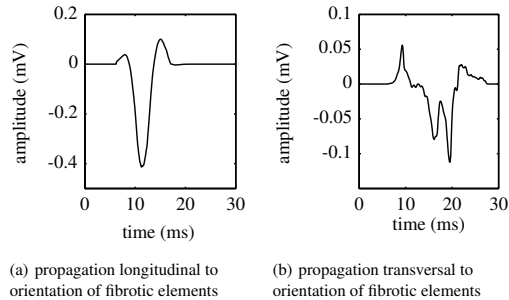 0.2
0
-0.2
-0.4
amplitude (mV)
0 10 20 30
time (ms)
(a) propagation longitudinal to
orientation of fibrotic elements
0.1
0.05
0
-0.05
-0.1
amplitude (mV)
0 10 20 30
time (ms)
(b) propagation transversal to
orientation of fibrotic elements